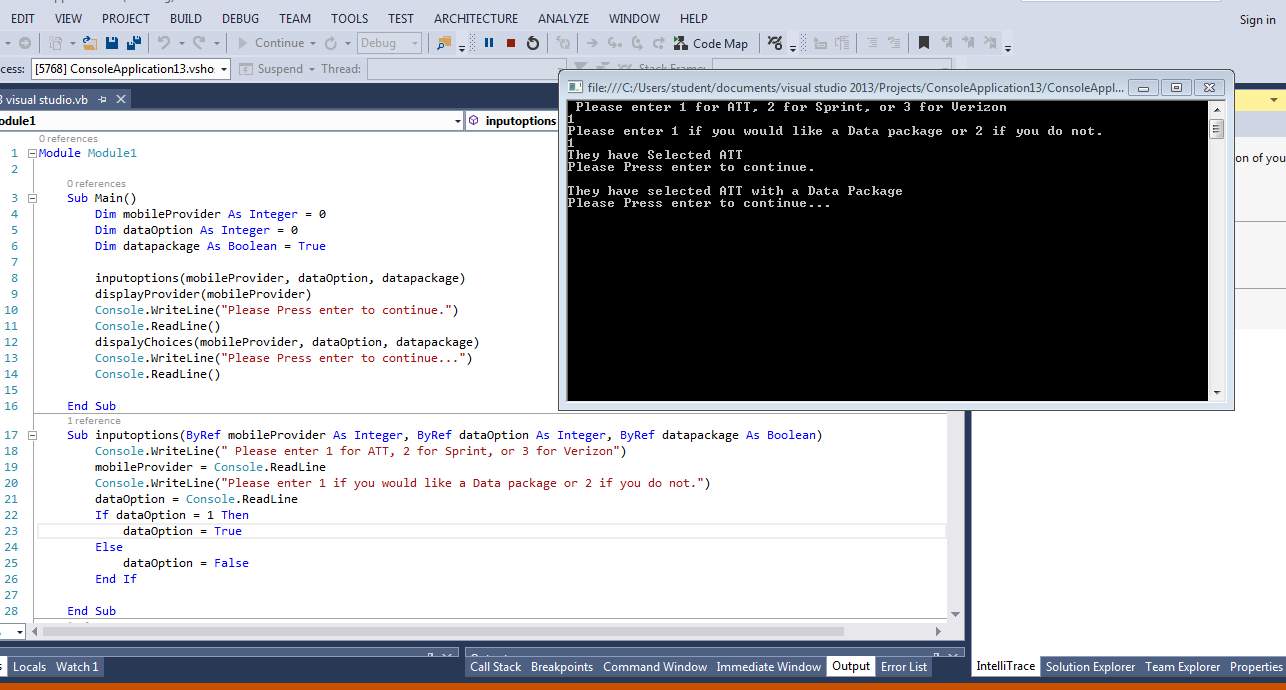 EDIT VIEW PROJECT BUILD DEBUG TEAM TOOLS TEST ARCHITECTURE ANALYZE WINDOW HELP
Sign in
Continue Debug Code Map
cess: [5768] ConsoleApplication13.vsho Suspend Thread: Stack Frame:
3 visual studio.vb
odule1 inputoptions
0 references
1 Module Module1
2
0 references
3 Sub Main()
4 Dim mobileProvider As Integer = 0
5 Dim dataOption As Integer = 0
6 Dim datapackage As Boolean = True
7
8 inputoptions(mobileProvider, dataOption, datapackage)
9 displayProvider(mobileProvider)
10 Console.WriteLine("Please Press enter to continue.")
11 Console.ReadLine()
12 dispalyChoices(mobileProvider, dataOption, datapackage)
13 Console.WriteLine("Please Press enter to continue...")
14 Console.ReadLine()
15
16 End Sub
1 reference
17 Sub inputoptions(ByRef mobileProvider As Integer, ByRef dataOption As Integer, ByRef datapackage As Boolean)
18 Console.WriteLine(" Please enter 1 for ATT, 2 for Sprint, or 3 for Verizon")
19 mobileProvider = Console.ReadLine
20 Console.WriteLine("Please enter 1 if you would like a Data package or 2 if you do not.")
21 dataOption = Console.ReadLine
22 If dataOption = 1 Then
23 dataOption = True
24 Else
25 dataOption = False
26 End If
27
28 End Sub
file:///C:/Users/student/documents/visual studio 2013/Projects/ConsoleApplication13/ConsoleAppl...
Please enter 1 for ATT, 2 for Sprint, or 3 for Verizon
1
Please enter 1 if you would like a Data package or 2 if you do not.
1
They have Selected ATT
Please Press enter to continue.
They have selected ATT with a Data Package
Please Press enter to continue...
on of you
Locals Watch 1
Call Stack Breakpoints Command Window Immediate Window Output Error List
IntelliTrace Solution Explorer Team Explorer Properties